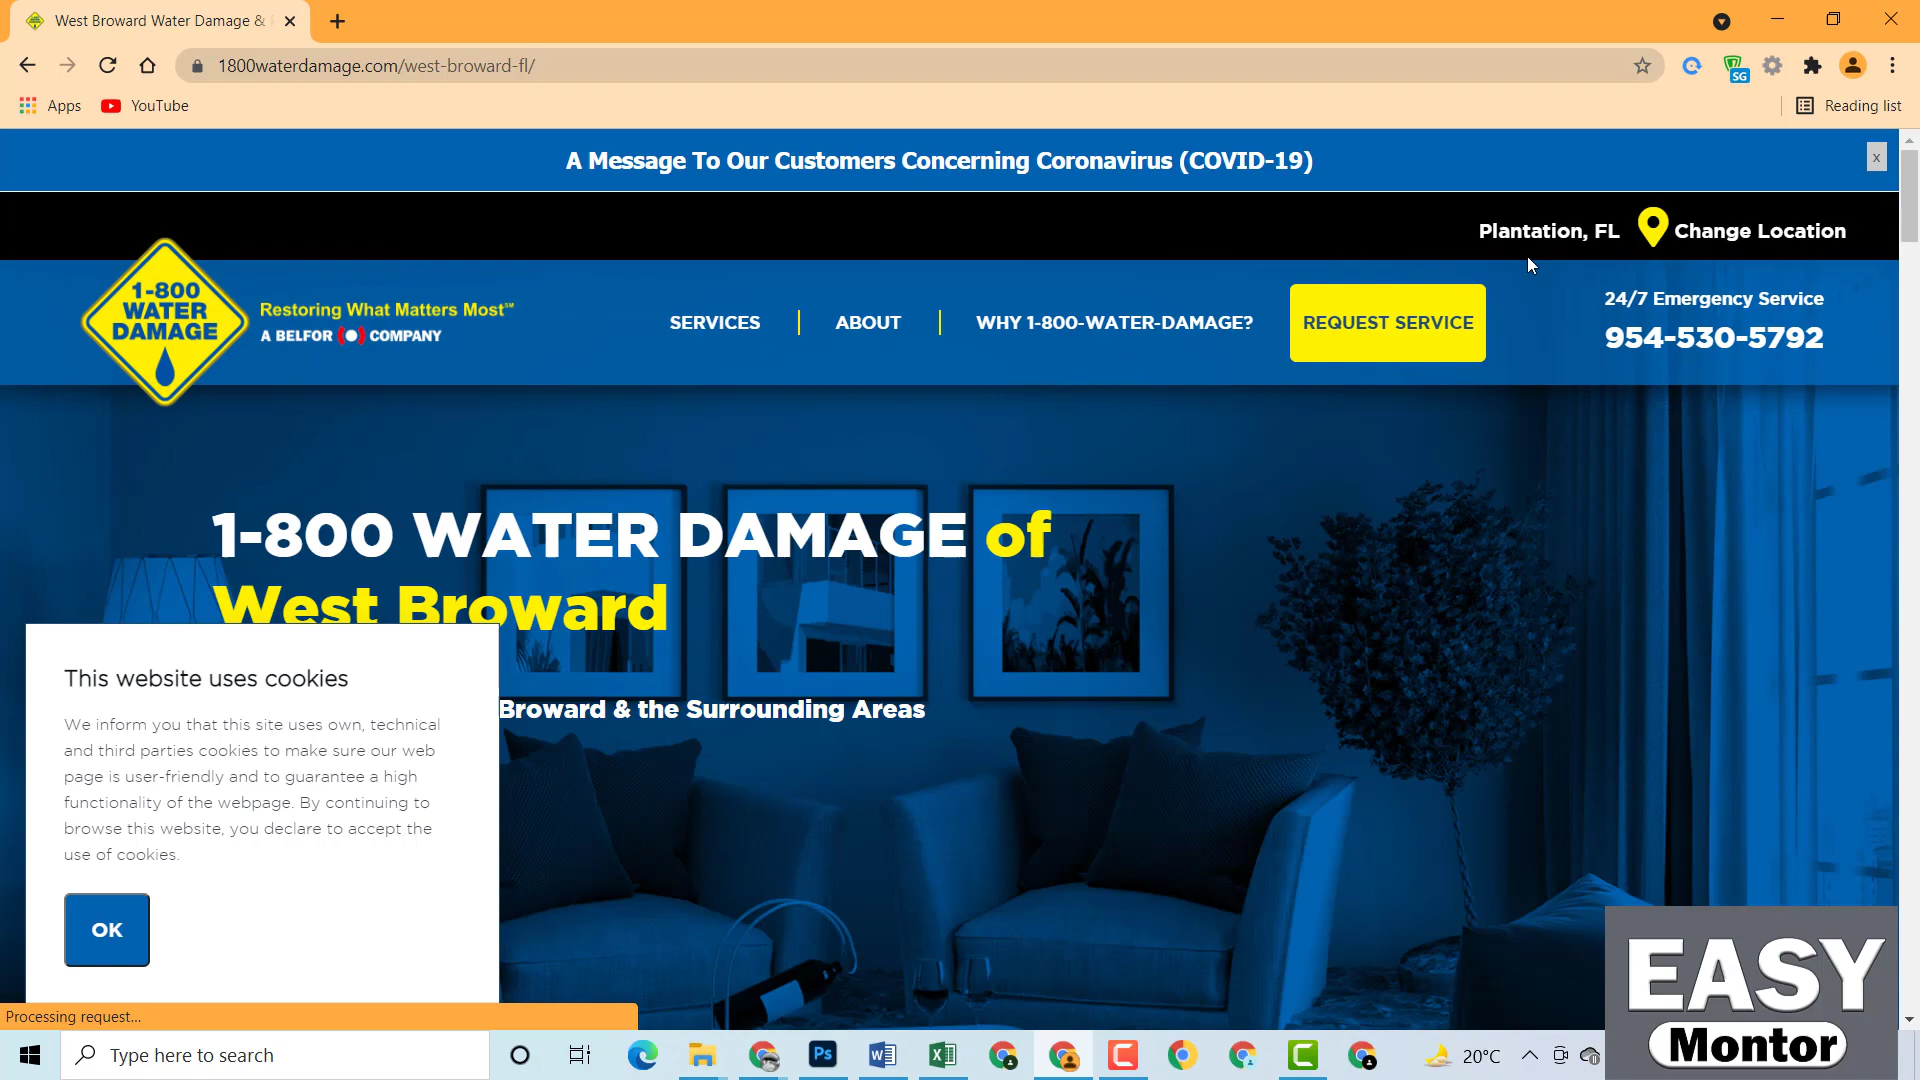 West Broward Water Damage &
1800waterdamage.com/west-broward-fl/
SG
Apps
YouTube
Reading list
A Message To Our Customers Concerning Coronavirus (COVID-19)
x
Plantation, FL
Change Location
1-800
WATER
DAMAGE
Restoring What Matters Most℠
A BELFOR COMPANY
SERVICES
ABOUT
WHY 1-800-WATER-DAMAGE?
REQUEST SERVICE
24/7 Emergency Service
954-530-5792
1-800 WATER DAMAGE of
West Broward
Broward & the Surrounding Areas
This website uses cookies
We inform you that this site uses own, technical
and third parties cookies to make sure our web
page is user-friendly and to guarantee a high
functionality of the webpage. By continuing to
browse this website, you declare to accept the
use of cookies.
OK
Processing request...
Type here to search
Ps
20°C
EASY
Montor